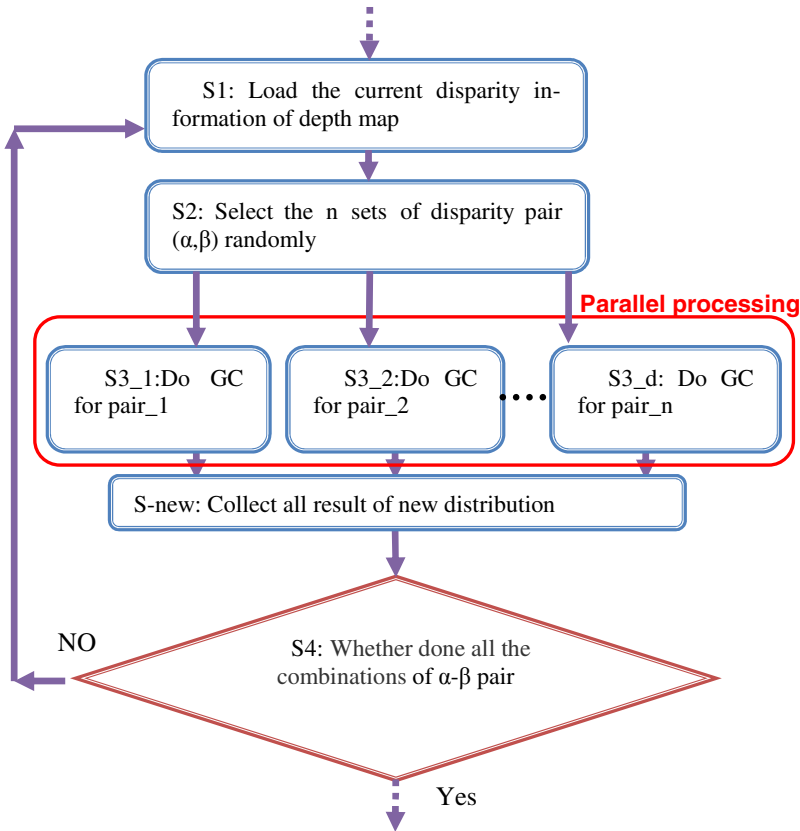 S1: Load the current disparity in-
formation of depth map
S2: Select the n sets of disparity pair
(α,β) randomly
Parallel processing
S3_1:Do GC
for pair_1
S3_2:Do GC
for pair_2
....
S3_d: Do GC
for pair_n
S-new: Collect all result of new distribution
NO
S4: Whether done all the
combinations of α-β pair
Yes